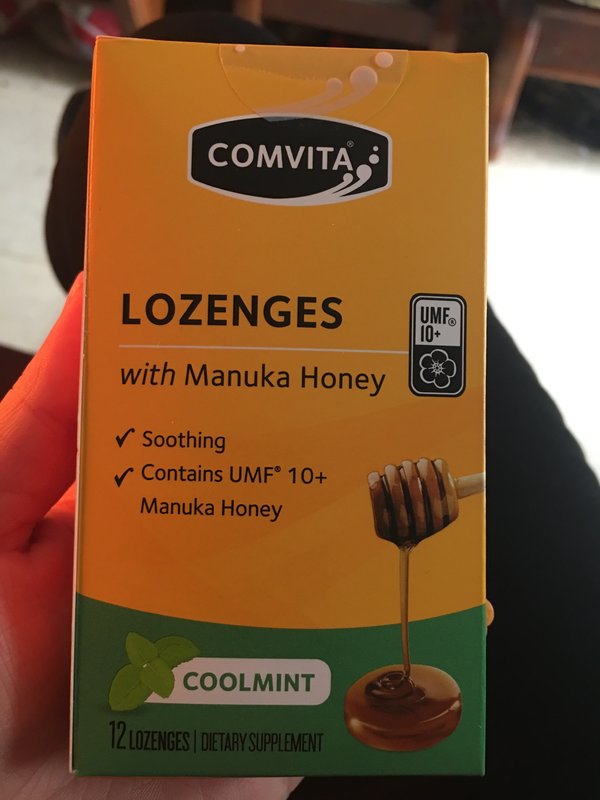 COMVITA®
LOZENGES
UMF®
10+
with Manuka Honey
✓ Soothing
✓ Contains UMF® 10+
Manuka Honey
COOLMINT
12 LOZENGES | DIETARY SUPPLEMENT